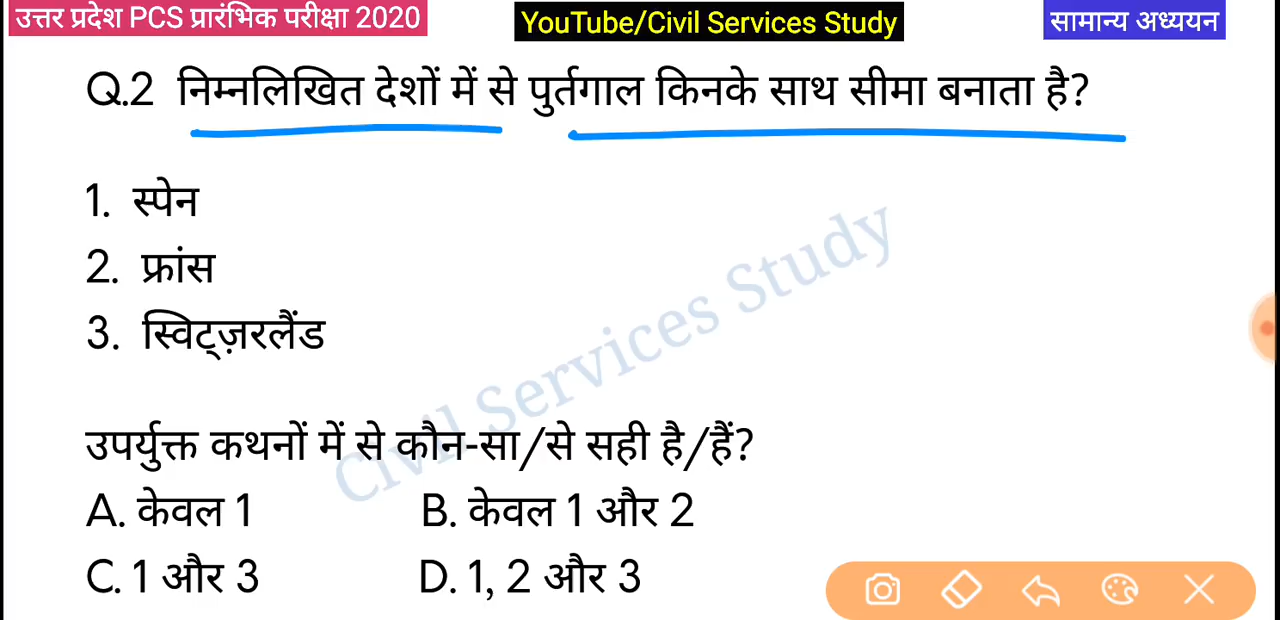 उत्तर प्रदेश PCS प्रारंभिक परीक्षा 2020 YouTube/Civil Services Study सामान्य अध्ययन
Q.2 निम्नलिखित देशों में से पुर्तगाल किनके साथ सीमा बनाता है?
1. स्पेन
2. फ्रांस
3. स्विट्ज़रलैंड
Civil Services Study
उपर्युक्त कथनों में से कौन-सा/से सही है/हैं?
A. केवल 1 B. केवल 1 और 2
C. 1 और 3 D. 1, 2 और 3